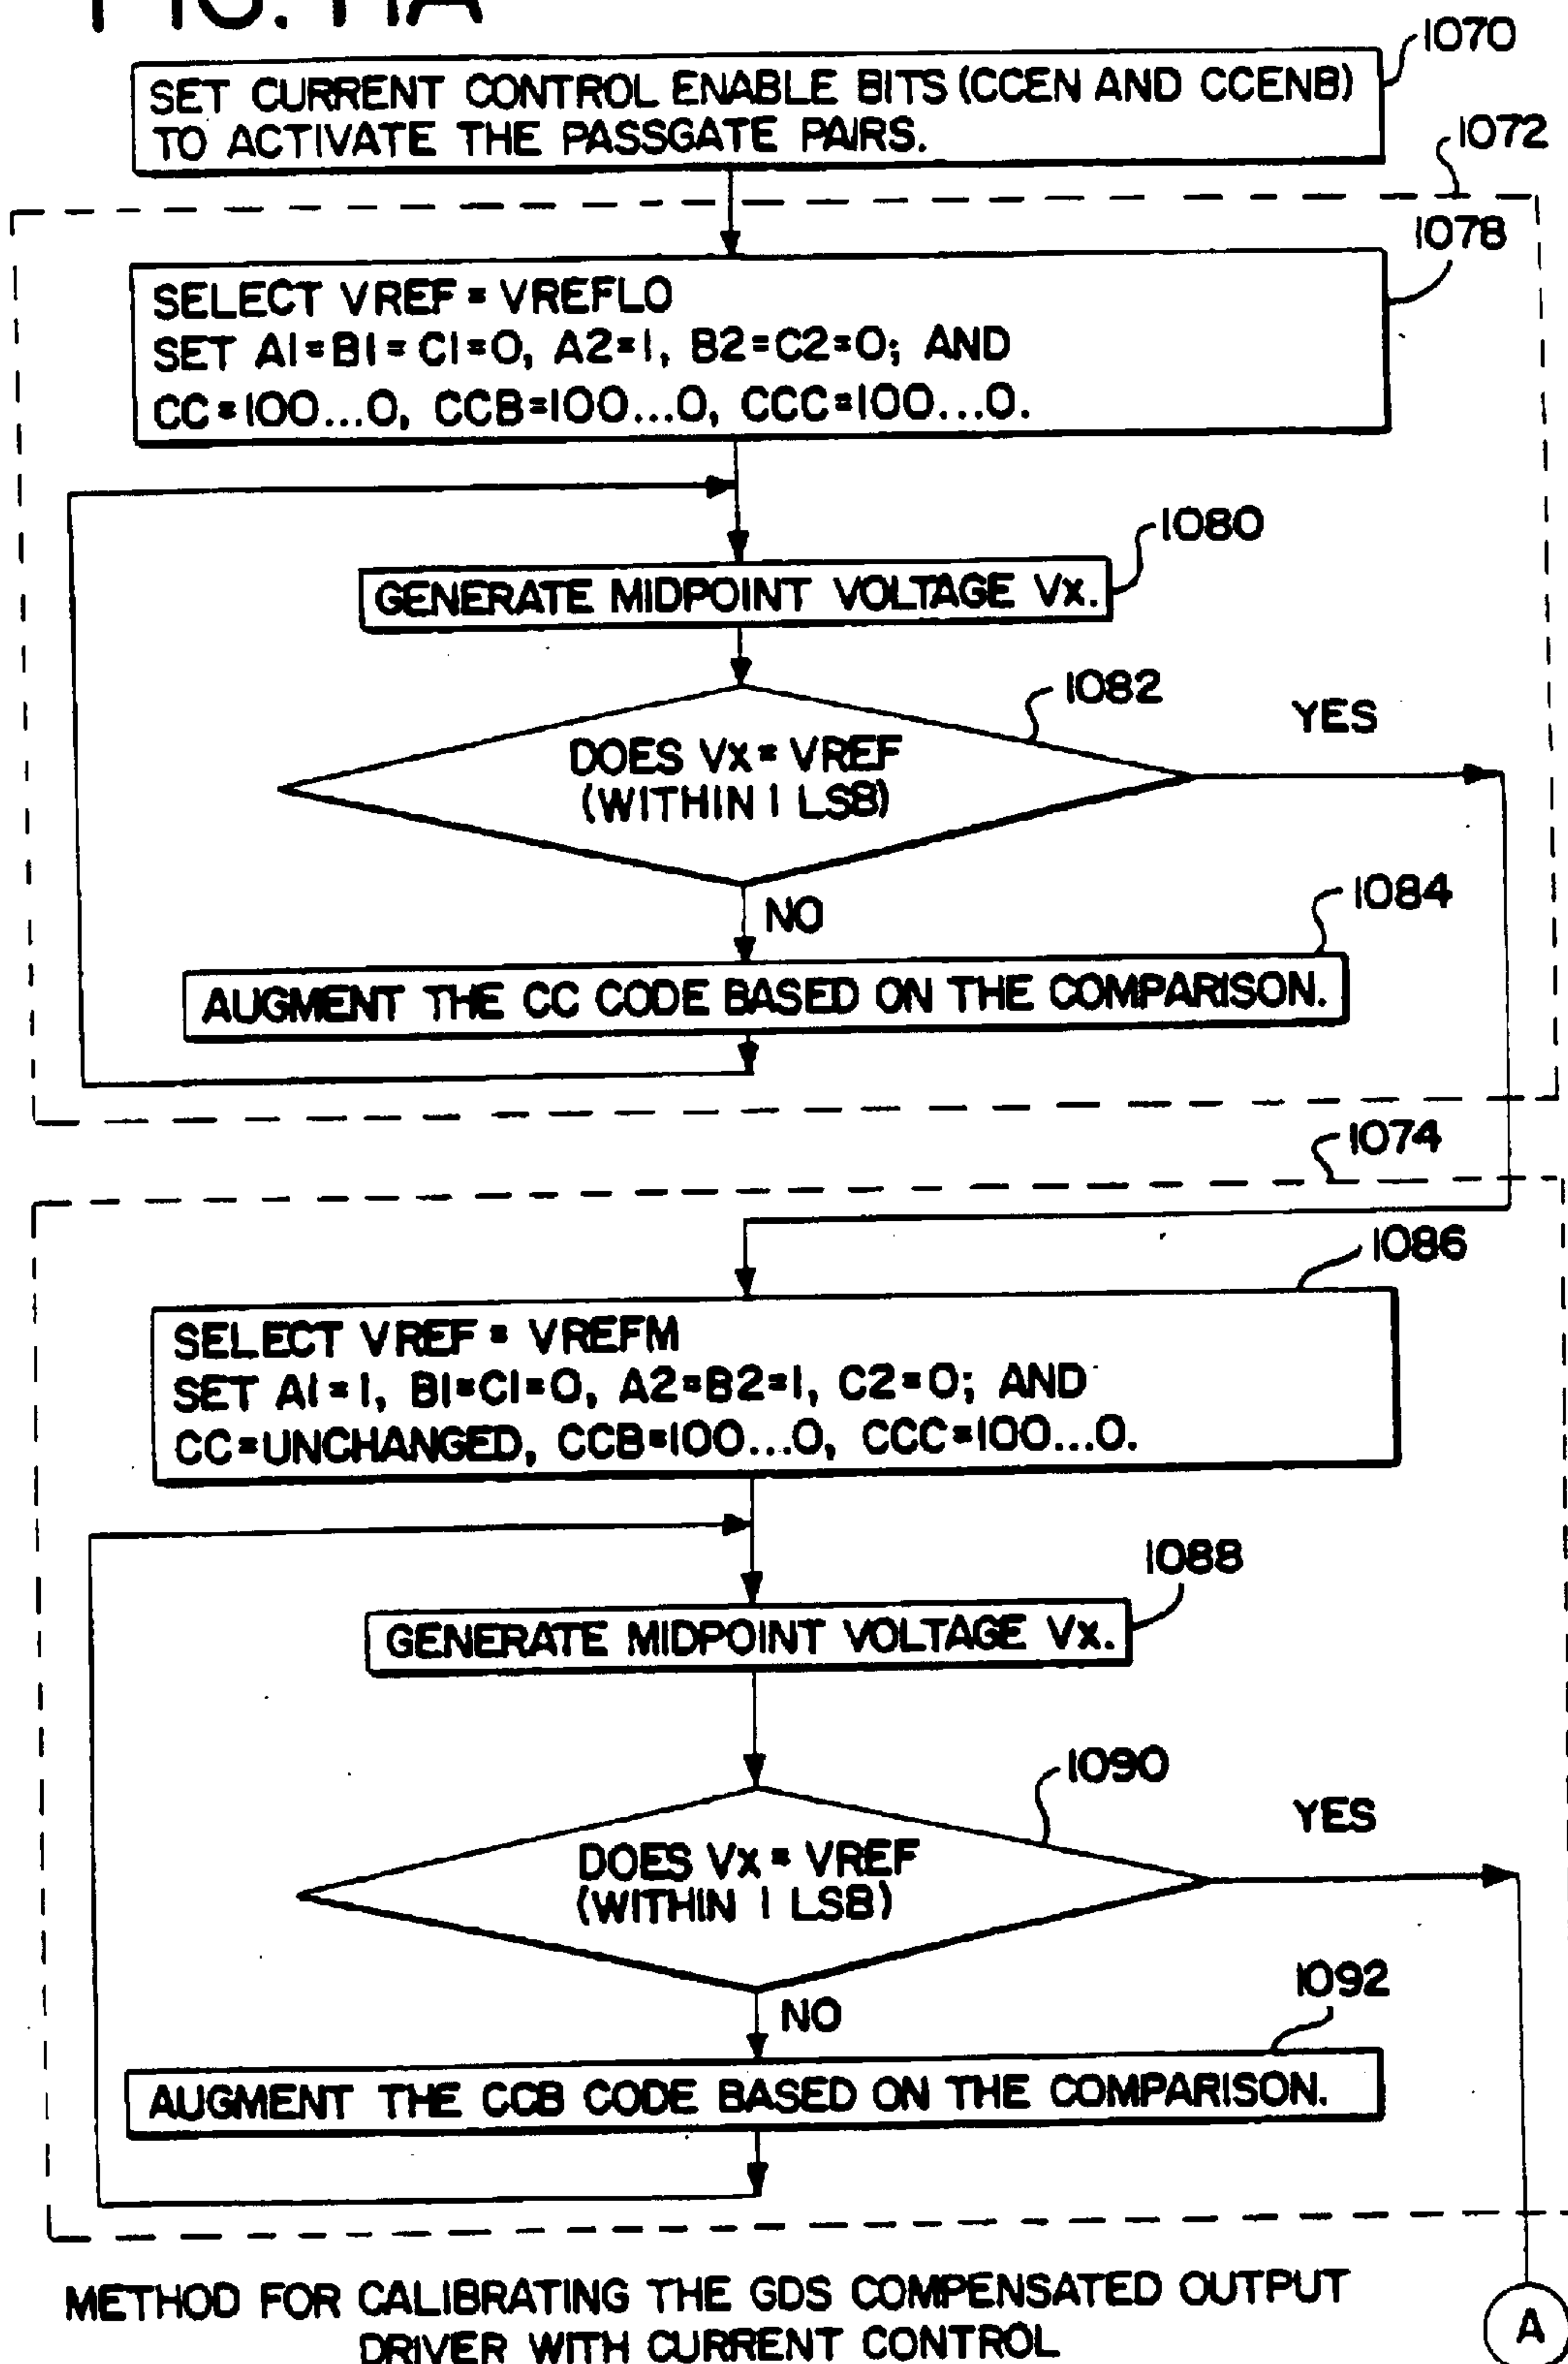 FIG. 11A
1070
SET CURRENT CONTROL ENABLE BITS (CCEN AND CCENB)
TO ACTIVATE THE PASSGATE PAIRS.
1072
1078
SELECT VREF = VREFLO
SET A1=B1=C1=0, A2=1, B2=C2=0; AND
CC=100...0, CCB=100...0, CCC=100...0.
1080
GENERATE MIDPOINT VOLTAGE Vx.
1082
YES
DOES Vx = VREF
(WITHIN 1 LSB)
NO
1084
AUGMENT THE CC CODE BASED ON THE COMPARISON.
1074
1086
SELECT VREF = VREFM
SET A1=1, B1=C1=0, A2=B2=1, C2=0; AND
CC=UNCHANGED, CCB=100...0, CCC=100...0.
1088
GENERATE MIDPOINT VOLTAGE Vx.
1090
YES
DOES Vx = VREF
(WITHIN 1 LSB)
NO
1092
AUGMENT THE CCB CODE BASED ON THE COMPARISON.
METHOD FOR CALIBRATING THE GDS COMPENSATED OUTPUT
DRIVER WITH CURRENT CONTROL
A